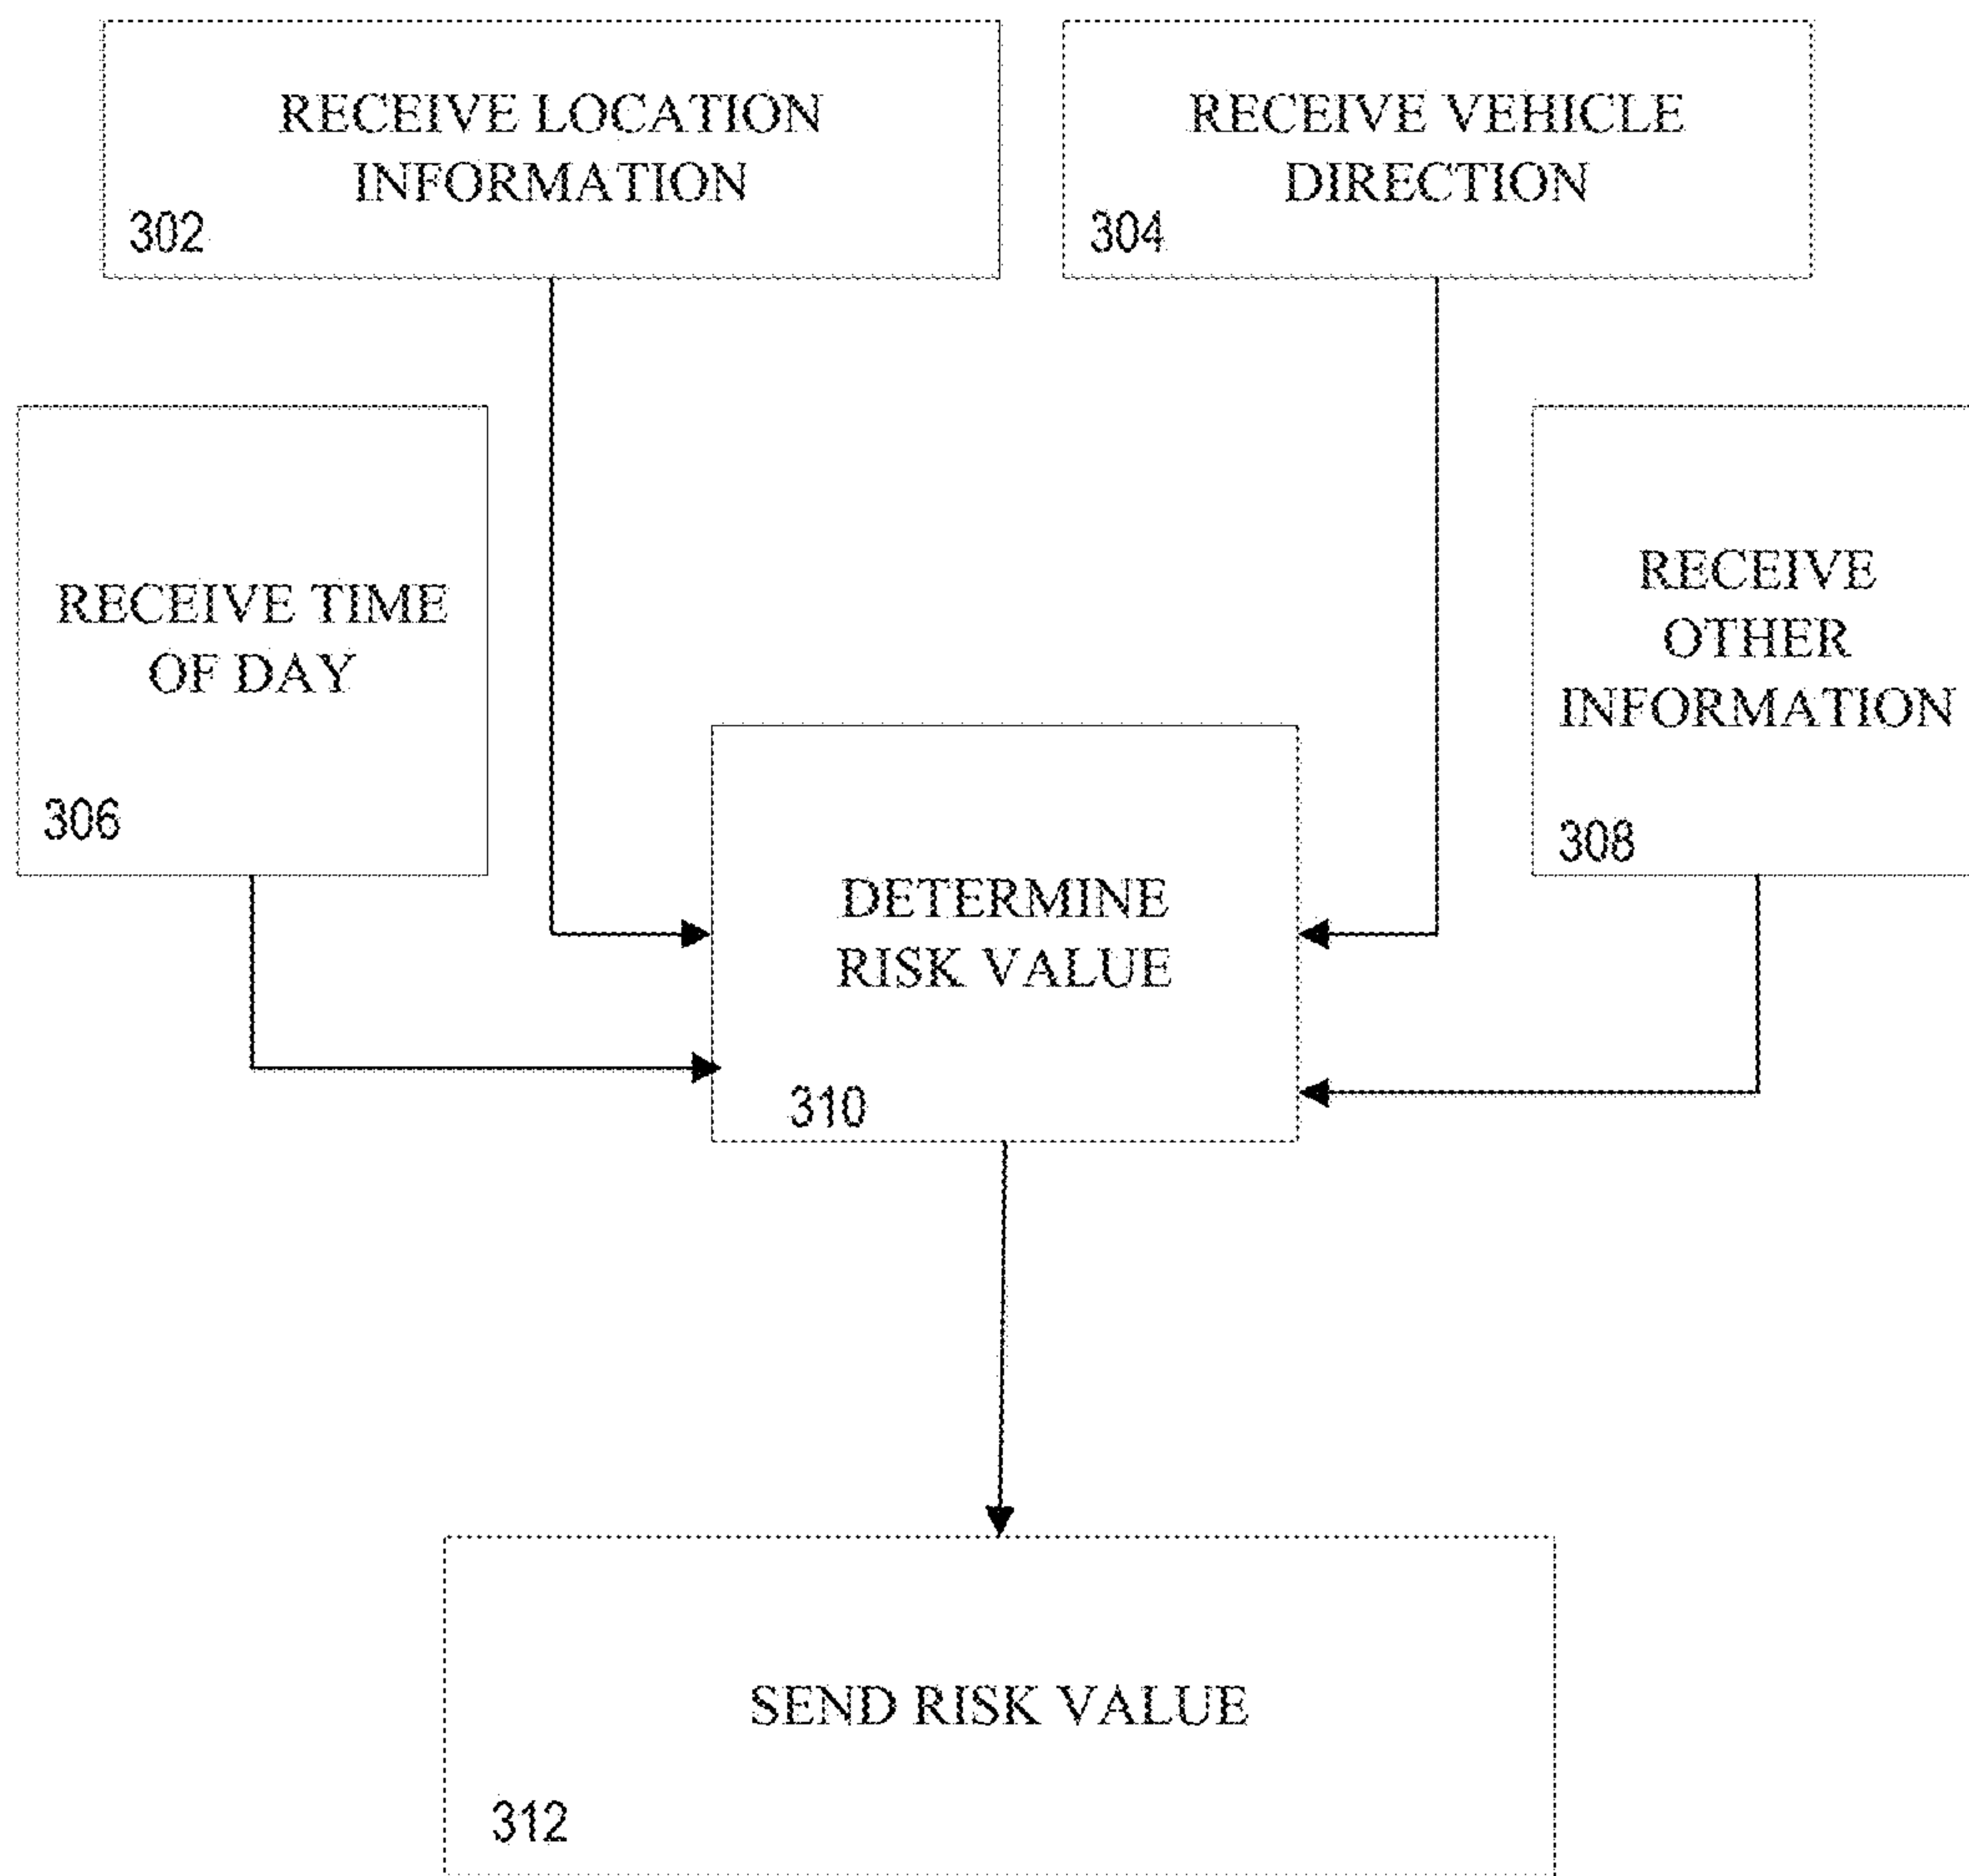 RECEIVE LOCATION
INFORMATION
302
RECEIVE VEHICLE
DIRECTION
304
RECEIVE TIME
OF DAY
306
RECEIVE
OTHER
INFORMATION
308
DETERMINE
RISK VALUE
310
SEND RISK VALUE
312